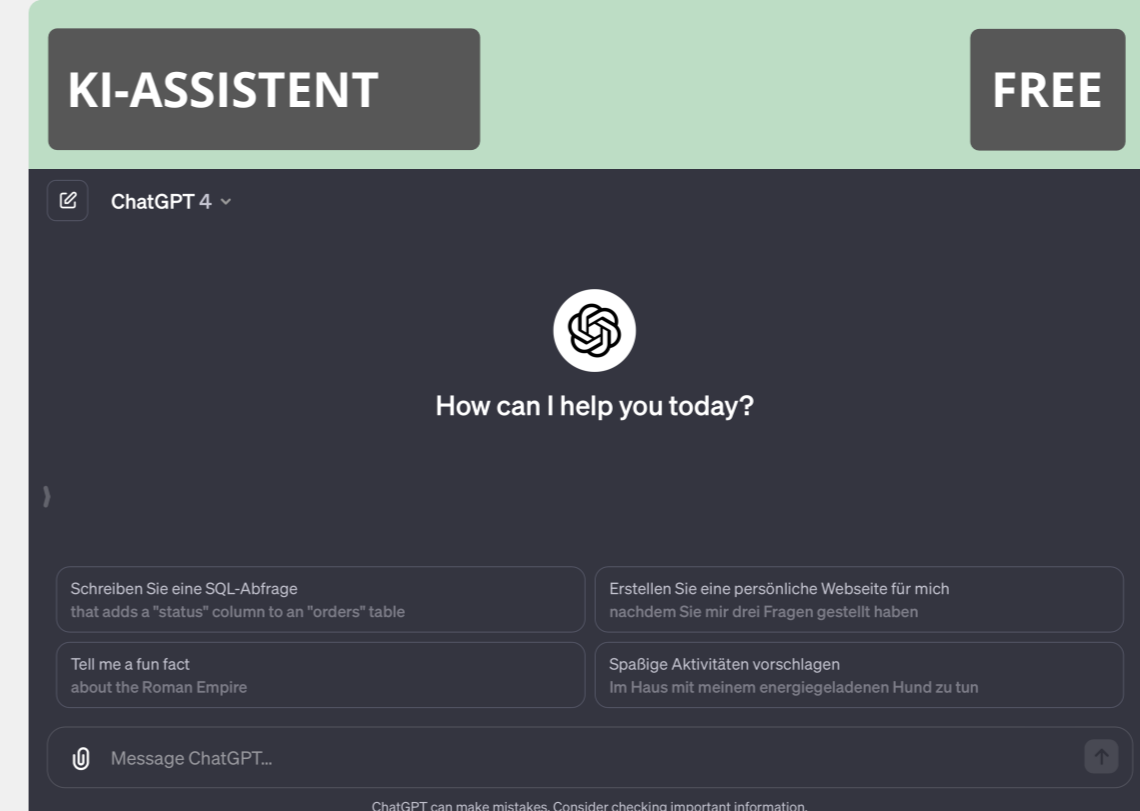 KI-ASSISTENT
FREE
ChatGPT 4
How can I help you today?
Schreiben Sie eine SQL-Abfrage
that adds a "status" column to an "orders" table
Erstellen Sie eine persönliche Webseite für mich
nachdem Sie mir drei Fragen gestellt haben
Tell me a fun fact
about the Roman Empire
Spaßige Aktivitäten vorschlagen
Im Haus mit meinem energiegeladenen Hund zu tun
Message ChatGPT...
ChatGPT can make mistakes. Consider checking important information.